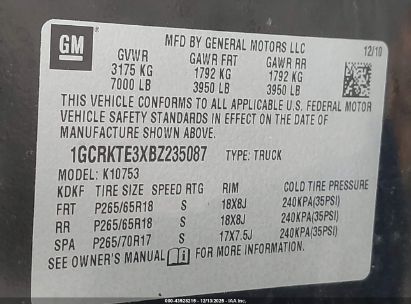 GM
MFD BY GENERAL MOTORS LLC 12/10
GVWR GAWR FRT GAWR RR
3175 KG 1792 KG 1792 KG
7000 LB 3950 LB 3950 LB
THIS VEHICLE CONFORMS TO ALL APPLICABLE U.S. FEDERAL MOTOR
VEHICLE SAFETY STANDARDS IN EFFECT ON THE DATE OF
MANUFACTURE SHOWN ABOVE.
1GCRKTE3XBZ235087 TYPE: TRUCK
MODEL: K10753
KDKF TIRE SIZE SPEED RTG RIM COLD TIRE PRESSURE
FRT P265/65R18 S 18X8J 240KPA(35PSI)
RR P265/65R18 S 18X8J 240KPA(35PSI)
SPA P265/70R17 S 17X7.5J 240KPA(35PSI)
SEE OWNER'S MANUAL FOR MORE INFORMATION.